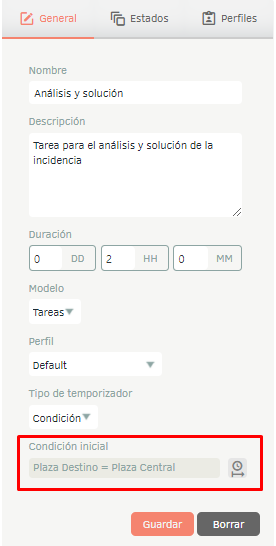 General Estados Perfiles
Nombre
Análisis y solución
Descripción
Tarea para el análisis y solución de la
incidencia
Duración
0 DD 2 HH 0 MM
Modelo
Tareas
Perfil
Default
Tipo de temporizador
Condición
Condición inicial
Plaza Destino = Plaza Central
Guardar Borrar